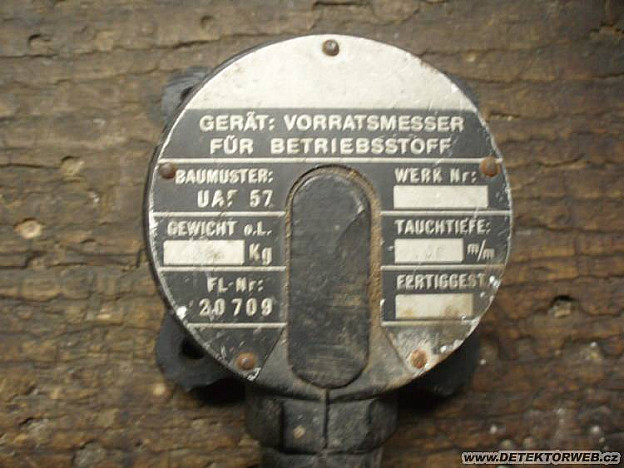 GERÄT: VORRATSMESSER
FÜR BETRIEBSSTOFF
BAUMUSTER:
UAF 57
WERK Nr:
GEWICHT o.L.
Kg
TAUCHTIEFE:
m/m
FL-Nr:
20709
FERTIGGEST.
www.DETEKTORWEB.cz